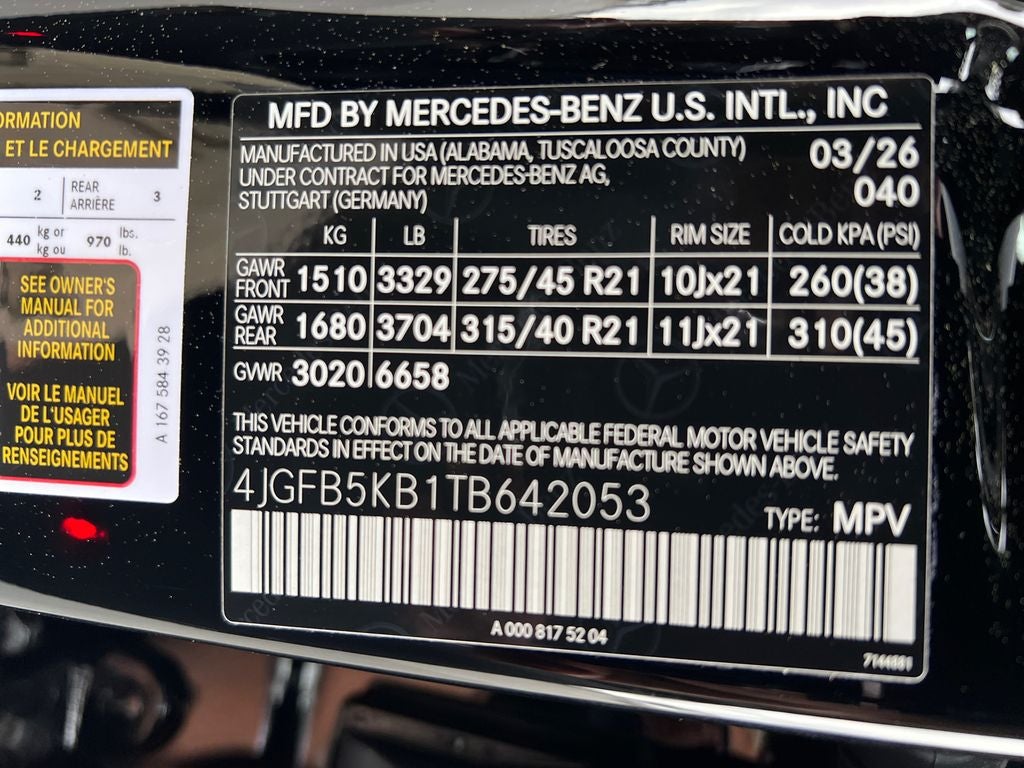 ORMATION
ET LE CHARGEMENT
2 REAR ARRIÈRE 3
440 kg or kg ou 970 lbs. lb.
SEE OWNER'S
MANUAL FOR
ADDITIONAL
INFORMATION
VOIR LE MANUEL
DE L'USAGER
POUR PLUS DE
RENSEIGNEMENTS
A 167 584 39 28
MFD BY MERCEDES-BENZ U.S. INTL., INC
MANUFACTURED IN USA (ALABAMA, TUSCALOOSA COUNTY) 03/26
UNDER CONTRACT FOR MERCEDES-BENZ AG, 040
STUTTGART (GERMANY)
KG LB TIRES RIM SIZE COLD KPA (PSI)
GAWR FRONT 1510 3329 275/45 R21 10Jx21 260(38)
GAWR REAR 1680 3704 315/40 R21 11Jx21 310(45)
GVWR 3020 6658
THIS VEHICLE CONFORMS TO ALL APPLICABLE FEDERAL MOTOR VEHICLE SAFETY
STANDARDS IN EFFECT ON THE DATE OF MANUFACTURE SHOWN ABOVE.
4JGFB5KB1TB642053
TYPE: MPV
A 000 817 52 04
7144881